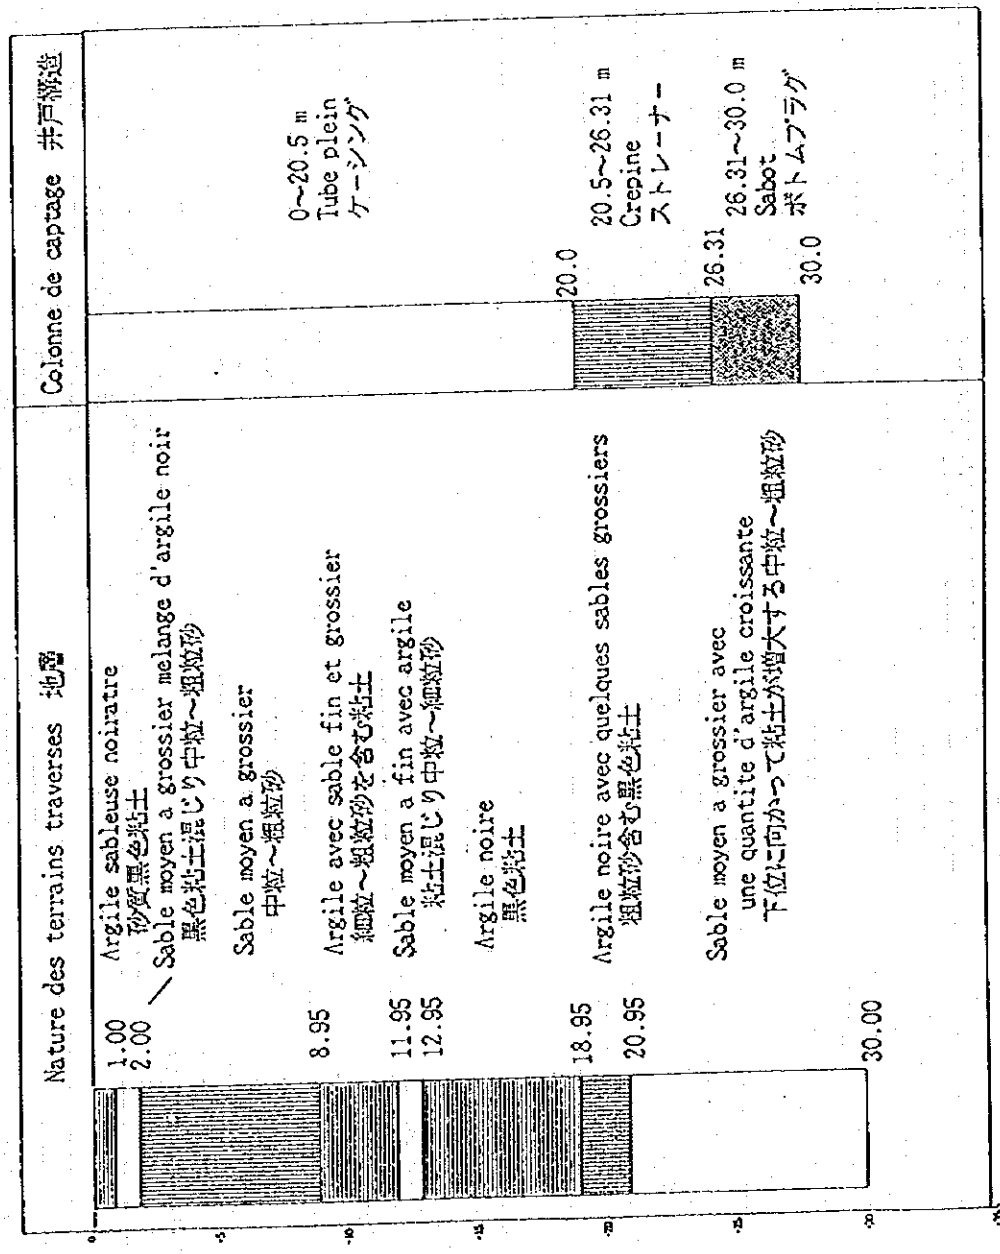 Nature des terrains traverses 地層
Colonne de captage 井戸構造
1.00
2.00
8.95
11.95
12.95
18.95
20.95
30.00
Argile sableuse noiratre
砂質黒色粘土
Sable moyen a grossier melange d'argile noir
黒色粘土混じり中粒～粗粒砂
Sable moyen a grossier
中粒～粗粒砂
Argile avec sable fin et grossier
細粒～粗粒砂を含む粘土
Sable moyen a fin avec argile
粘土混じり中粒～細粒砂
Argile noire
黒色粘土
Argile noire avec quelques sables grossiers
粗粒砂含む黒色粘土
Sable moyen a grossier avec
une quantite d'argile croissante
下位に向かって粘土が増大する中粒～粗粒砂
0～20.5 m
Tube plein
ケーシング
20.0
20.5～26.31 m
Crepine
ストレーナー
26.31
26.31～30.0 m
Sabot
ボトムプラグ
30.0
0
-5
-10
-15
-20
-25
-30